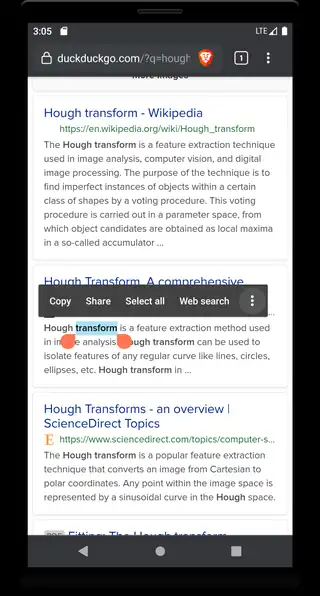 3:05 LTE
duckduckgo.com/?q=hough 1
more images
Hough transform - Wikipedia
https://en.wikipedia.org/wiki/Hough_transform
The Hough transform is a feature extraction technique
used in image analysis, computer vision, and digital
image processing. The purpose of the technique is to
find imperfect instances of objects within a certain
class of shapes by a voting procedure. This voting
procedure is carried out in a parameter space, from
which object candidates are obtained as local maxima
in a so-called accumulator ...
Hough Transform. A comprehensive
Copy Share Select all Web search
Hough transform is a feature extraction method used
in image analysis. Hough transform can be used to
isolate features of any regular curve like lines, circles,
ellipses, etc. Hough transform in ...
Hough Transforms - an overview |
ScienceDirect Topics
E https://www.sciencedirect.com/topics/computer-s...
The Hough transform is a popular feature extraction
technique that converts an image from Cartesian to
polar coordinates. Any point within the image space is
represented by a sinusoidal curve in the Hough space.
PDF Fitting: The Hough transform